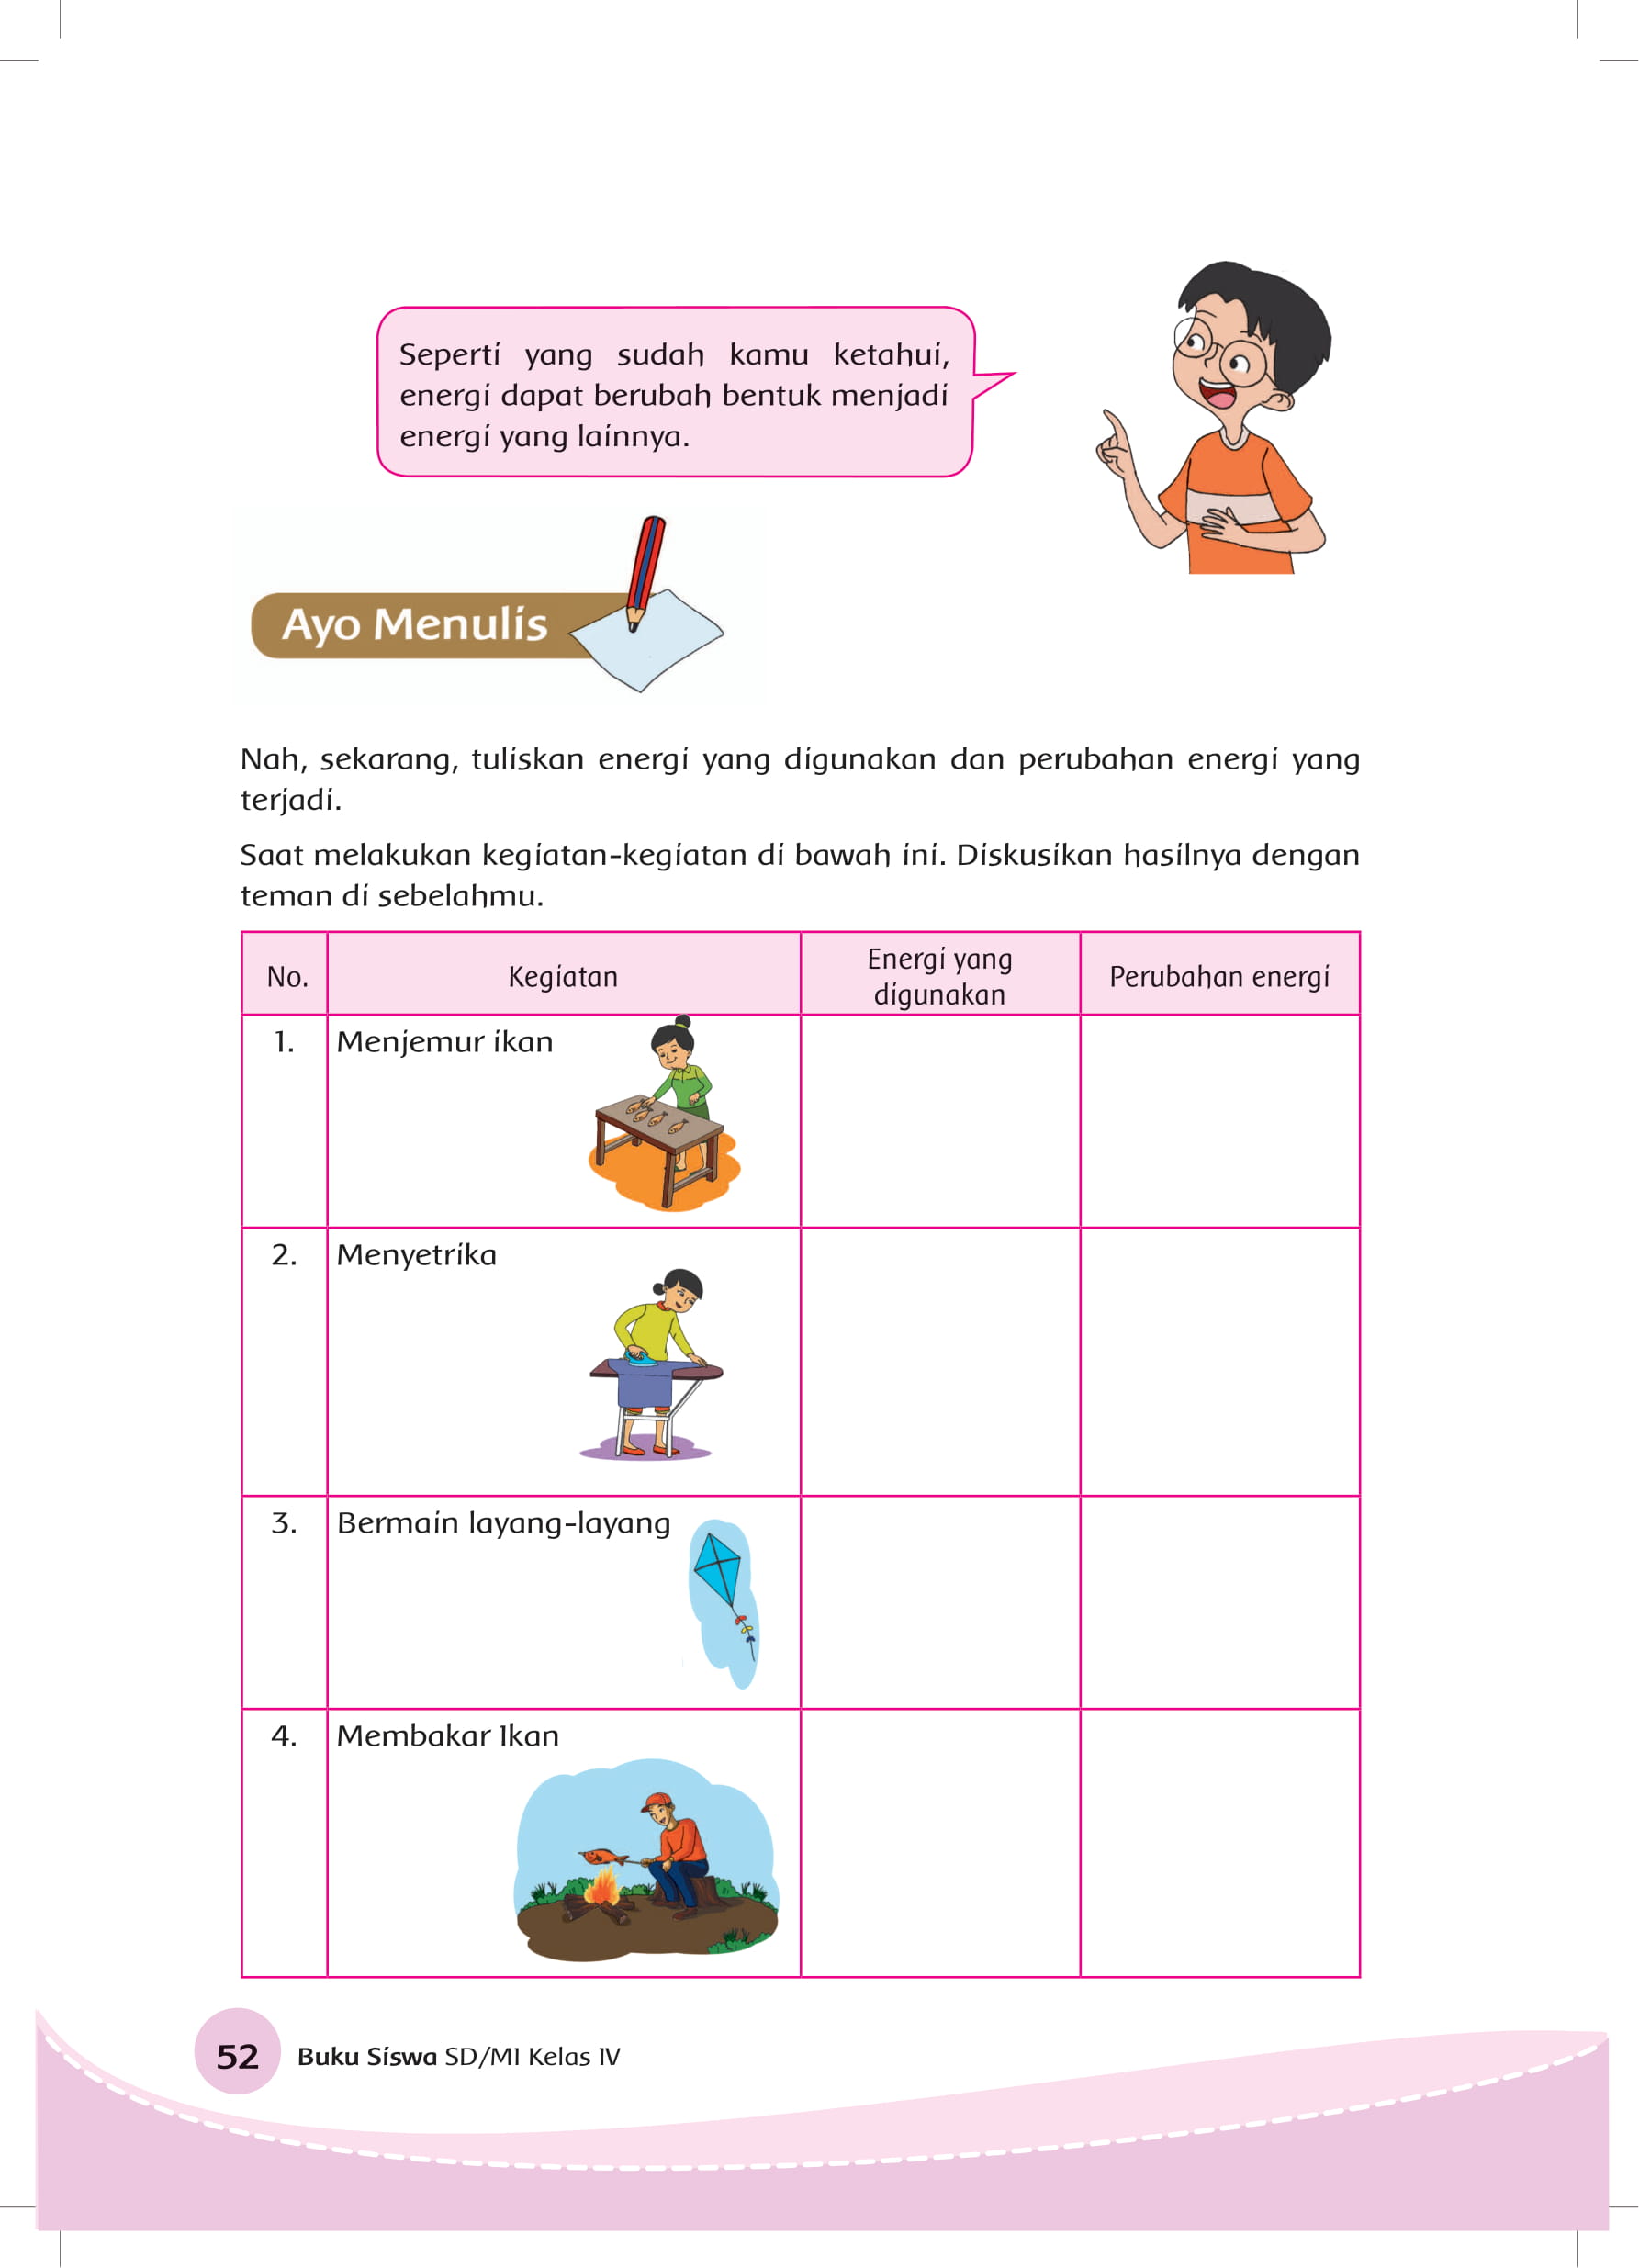 Seperti yang sudah kamu ketahui,
energi dapat berubah bentuk menjadi
energi yang lainnya.
Ayo Menulis
Nah, sekarang, tuliskan energi yang digunakan dan perubahan energi yang
terjadi.
Saat melakukan kegiatan-kegiatan di bawah ini. Diskusikan hasilnya dengan
teman di sebelahmu.
No. Kegiatan Energi yang digunakan Perubahan energi
1. Menjemur ikan
2. Menyetrika
3. Bermain layang-layang
4. Membakar Ikan
52 Buku Siswa SD/MI Kelas IV